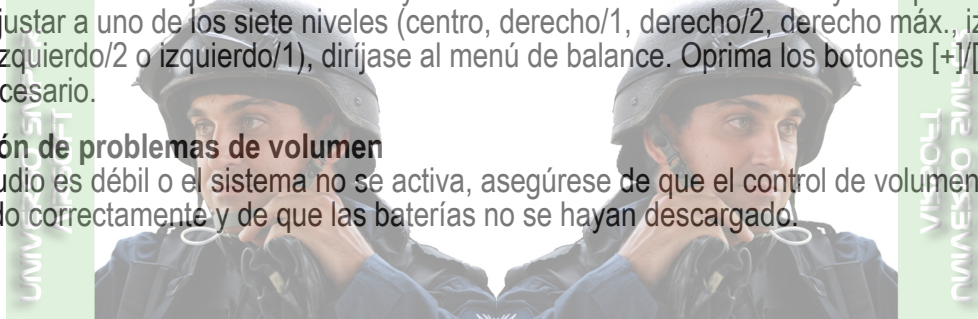 justar a uno de los siete niveles (centro, derecho/1, derecho/2, derecho máx., iz
zquierdo/2 o izquierdo/1), diríjase al menú de balance. Oprima los botones [+]/[
cesario.
ón de problemas de volumen
udio es débil o el sistema no se activa, asegúrese de que el control de volumen
do correctamente y de que las baterías no se hayan descargado.